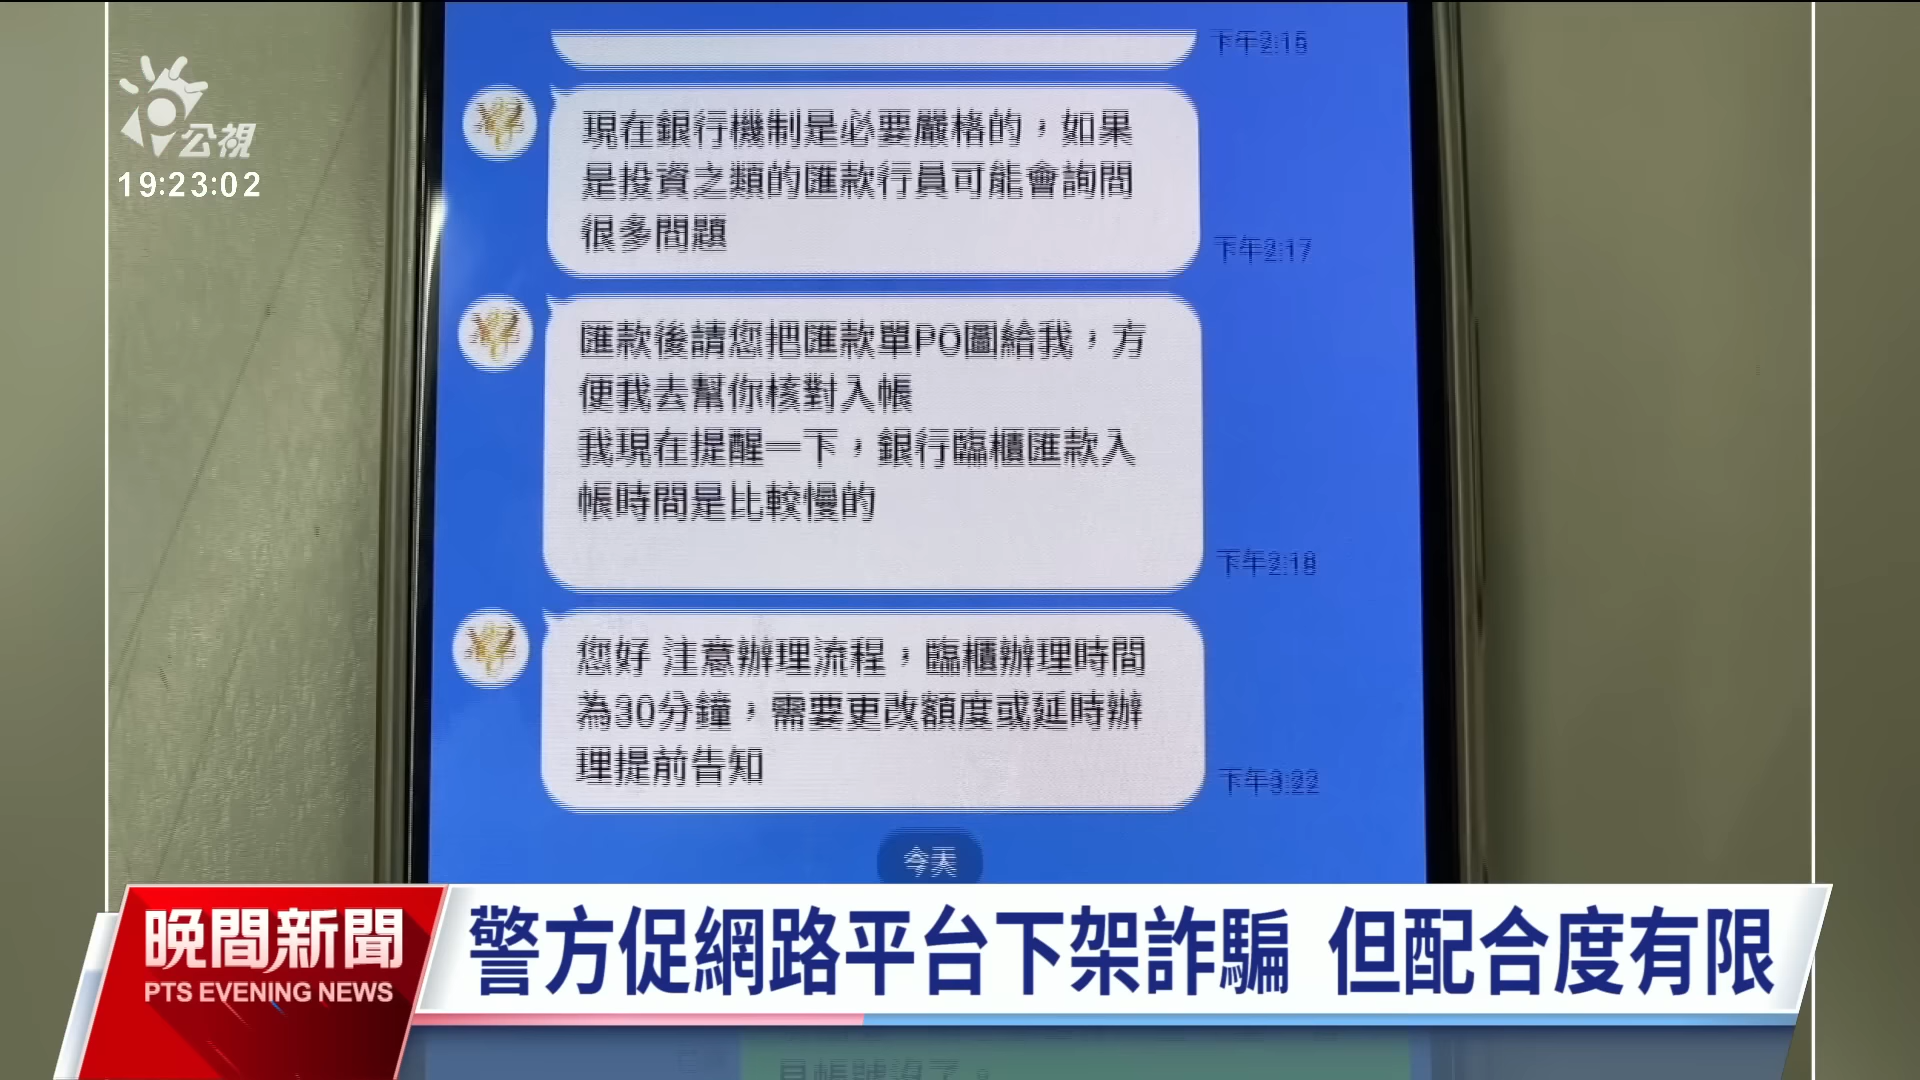 公視
19:23:02
下午2:15
現在銀行機制是必要嚴格的，如果
是投資之類的匯款行員可能會詢問
很多問題
下午2:17
匯款後請您把匯款單PO圖給我，方
便我去幫你核對入帳
我現在提醒一下，銀行臨櫃匯款入
帳時間是比較慢的
下午2:18
您好 注意辦理流程，臨櫃辦理時間
為30分鐘，需要更改額度或延時辦
理提前告知
下午3:22
今天
晚間新聞
PTS EVENING NEWS
警方促網路平台下架詐騙 但配合度有限